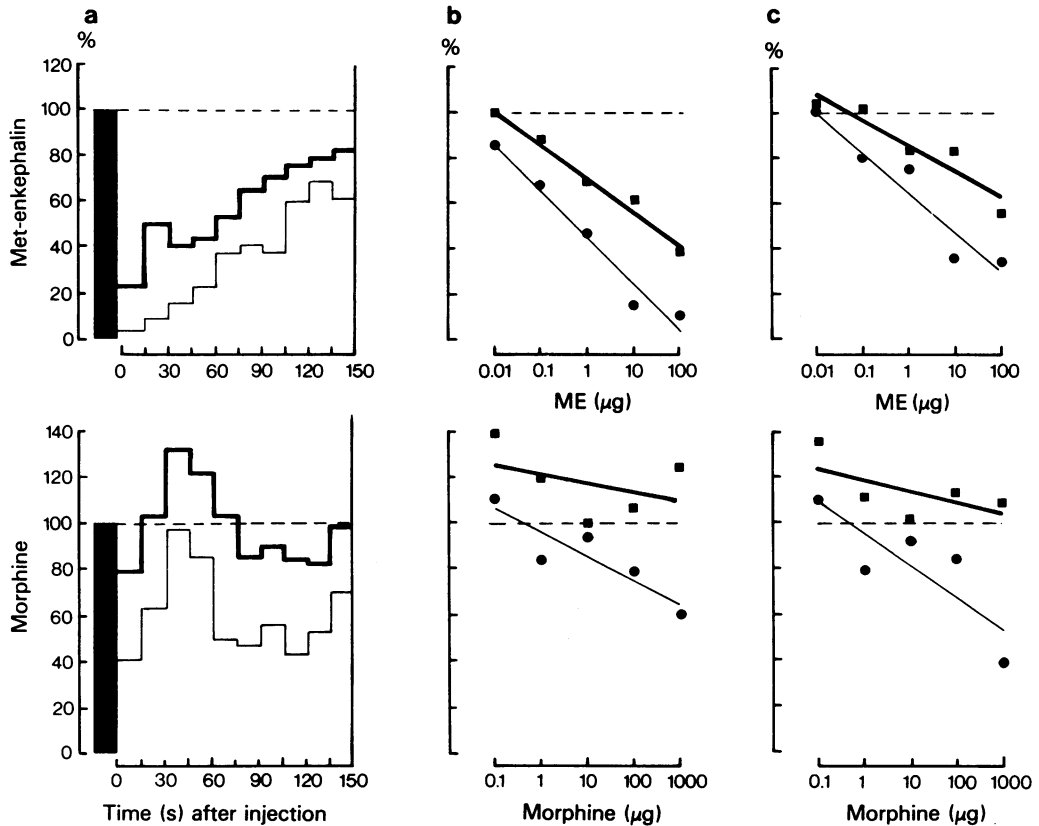 a
b
c
%
%
%
120
100
80
60
40
20
0
Met-enkephalin
0 30 60 90 120 150
0.01 0.1 1 10 100
ME (µg)
0.01 0.1 1 10 100
ME (µg)
140
120
100
80
60
40
20
0
Morphine
0 30 60 90 120 150
Time (s) after injection
0.1 1 10 100 1000
Morphine (µg)
0.1 1 10 100 1000
Morphine (µg)